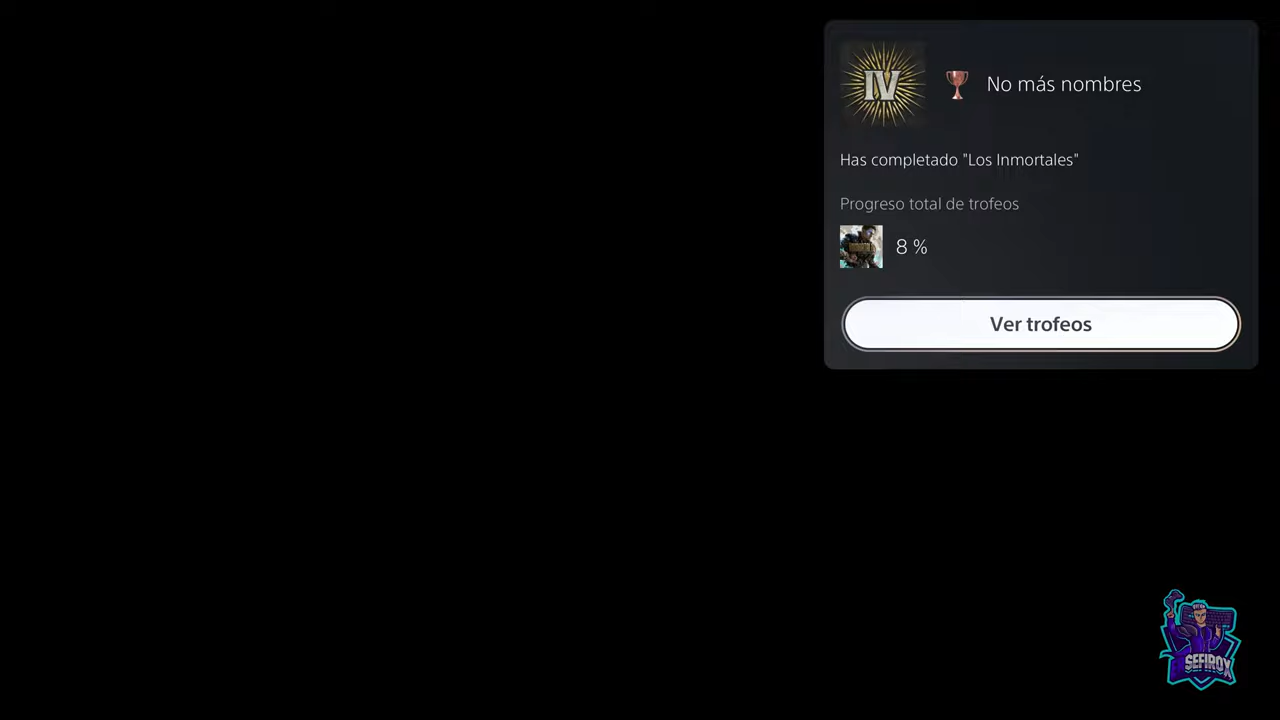 IV
No más nombres
Has completado "Los Inmortales"
Progreso total de trofeos
8 %
Ver trofeos
SEFIROX